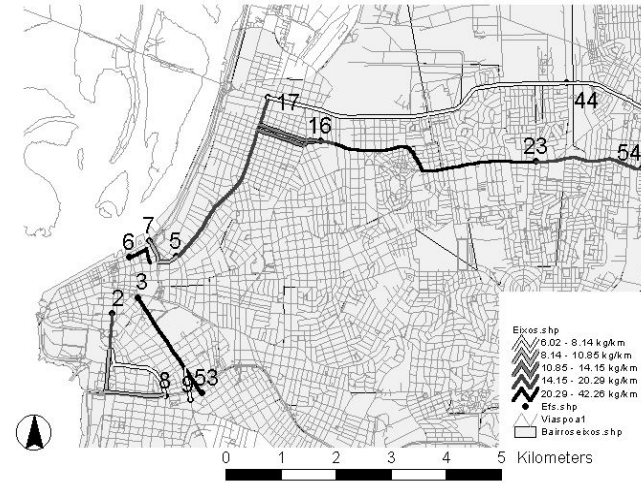 17
44
16
23
54
7
5
6
3
2
8
9
53
Eixos.shp
6.02 - 8.14 kg/km
8.14 - 10.85 kg/km
10.85 - 14.15 kg/km
14.15 - 20.29 kg/km
20.29 - 42.26 kg/km
Efs.shp
Viaspoa1
Bairroseixos.shp
0 1 2 3 4 5 Kilometers